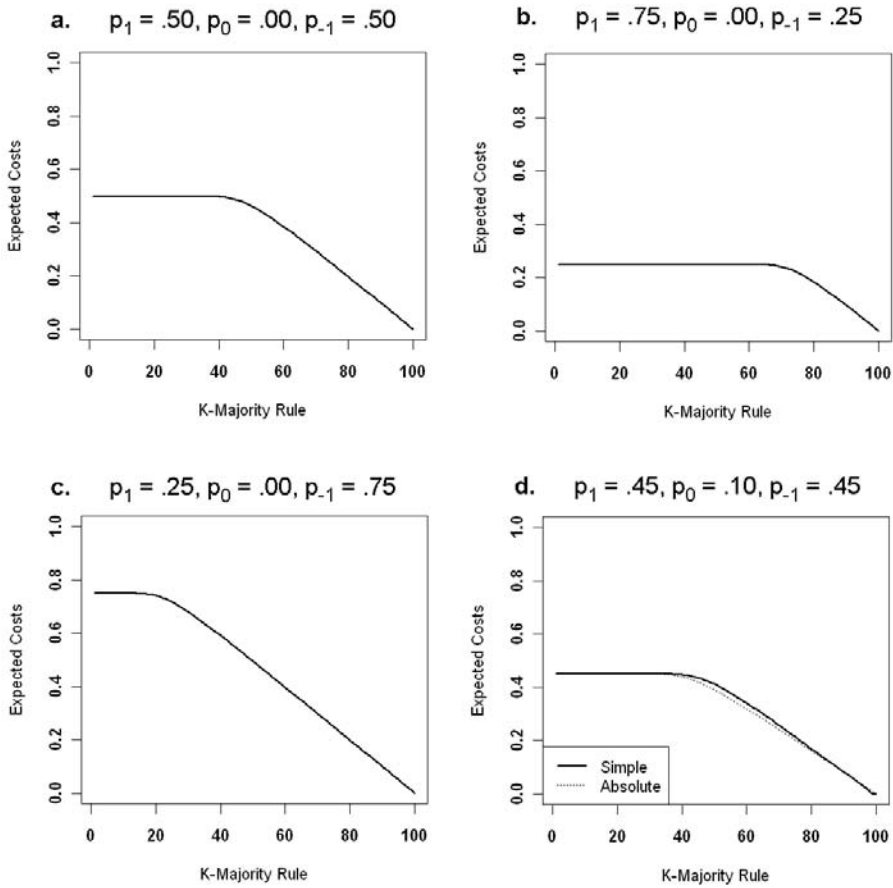 a. p₁ = .50, p₀ = .00, p₋₁ = .50
Expected Costs
1.0
0.8
0.6
0.4
0.2
0.0
0 20 40 60 80 100
K-Majority Rule
b. p₁ = .75, p₀ = .00, p₋₁ = .25
Expected Costs
1.0
0.8
0.6
0.4
0.2
0.0
0 20 40 60 80 100
K-Majority Rule
c. p₁ = .25, p₀ = .00, p₋₁ = .75
Expected Costs
1.0
0.8
0.6
0.4
0.2
0.0
0 20 40 60 80 100
K-Majority Rule
d. p₁ = .45, p₀ = .10, p₋₁ = .45
Expected Costs
1.0
0.8
0.6
0.4
0.2
0.0
Simple
Absolute
0 20 40 60 80 100
K-Majority Rule